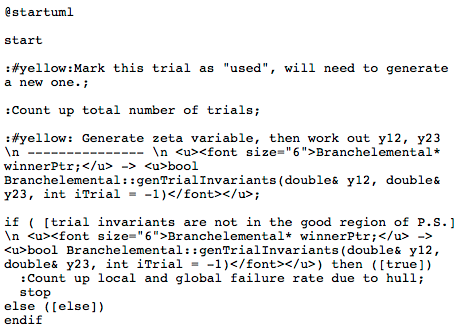 @startuml
start
:#yellow:Mark this trial as "used", will need to generate
a new one.;
:Count up total number of trials;
:#yellow: Generate zeta variable, then work out y12, y23
\n --------------- \n <u><font size="6">Branchelemental*
winnerPtr;</u> -> <u>bool
Branchelemental::genTrialInvariants(double& y12, double&
y23, int iTrial = -1)</font></u>;
if ( [trial invariants are not in the good region of P.S.]
\n <u><font size="6">Branchelemental* winnerPtr;</u> ->
<u>bool Branchelemental::genTrialInvariants(double& y12,
double& y23, int iTrial = -1)</font></u>) then ([true])
:Count up local and global failure rate due to hull;
stop
else ([else])
endif